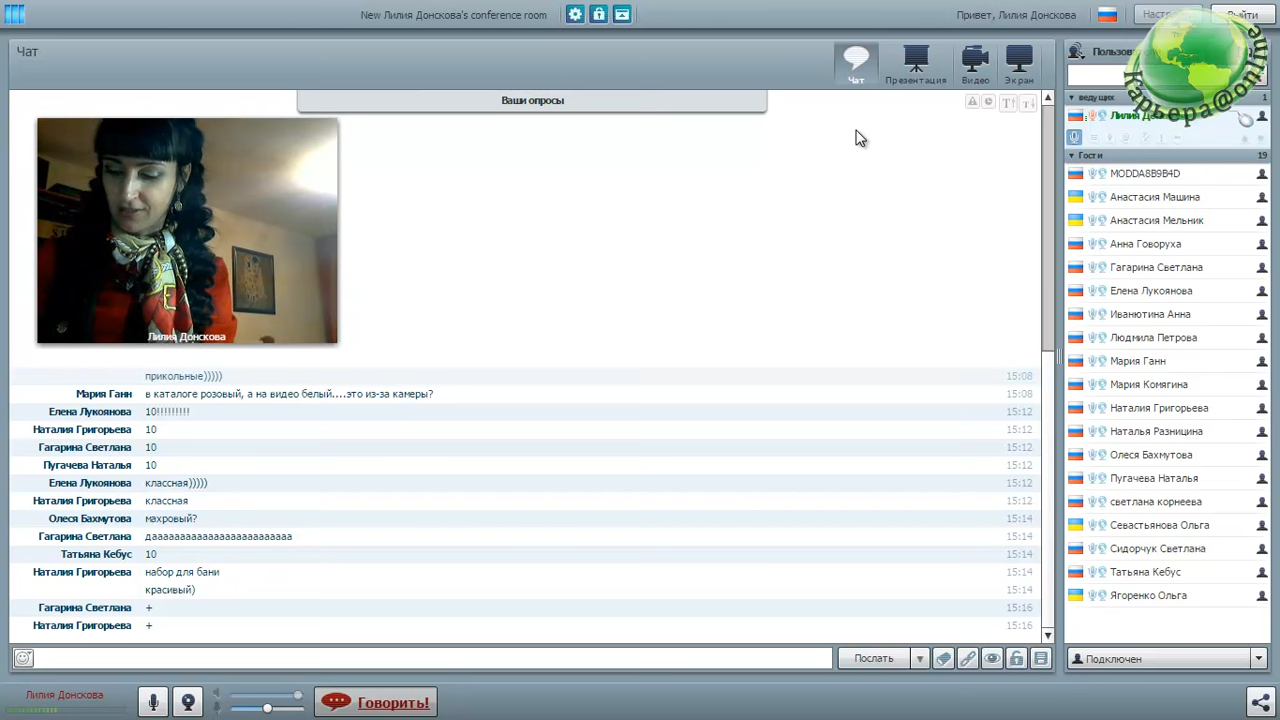 New Лилия Донскова's conference room
Привет, Лилия Донскова
Выйти
Чат
Чат
Презентация
Видео
Экран
Карьера@online
Ваши опросы
Лилия Донскова
прикольные))))) 15:08
Мария Ганн в каталоге розовый, а на видео белый....это из-за камеры? 15:08
Елена Лукоянова 10!!!!!!!!! 15:12
Наталия Григорьева 10 15:12
Гагарина Светлана 10 15:12
Пугачева Наталья 10 15:12
Елена Лукоянова классная))))) 15:12
Наталия Григорьева классная 15:12
Олеся Бахмутова махровый? 15:14
Гагарина Светлана дааааааааааааааааааааааааа 15:14
Татьяна Кебус 10 15:14
Наталия Григорьева набор для бани 15:14
красивый) 15:14
Гагарина Светлана + 15:16
Наталия Григорьева + 15:16
Послать
Лилия Донскова
Говорить!
ведущих 1
Лилия
Гости 19
MODDA8B9B4D
Анастасия Машина
Анастасия Мельник
Анна Говоруха
Гагарина Светлана
Елена Лукоянова
Иванютина Анна
Людмила Петрова
Мария Ганн
Мария Комягина
Наталия Григорьева
Наталья Разницина
Олеся Бахмутова
Пугачева Наталья
светлана корнеева
Севастьянова Ольга
Сидорчук Светлана
Татьяна Кебус
Ягоренко Ольга
Подключен